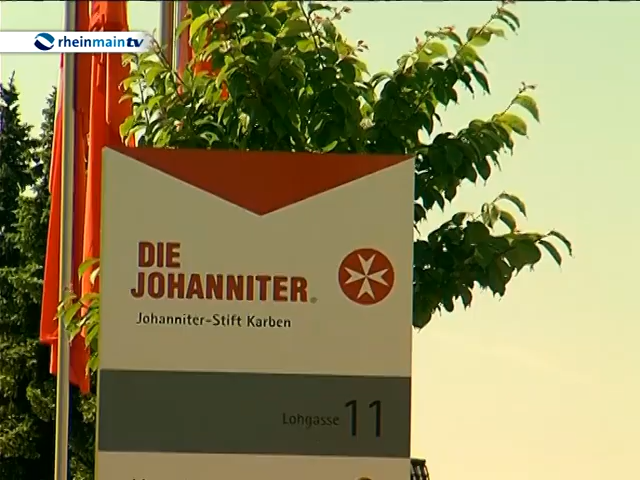 rheinmaintv
DIE
JOHANNITER®
Johanniter-Stift Karben
Lohgasse 11